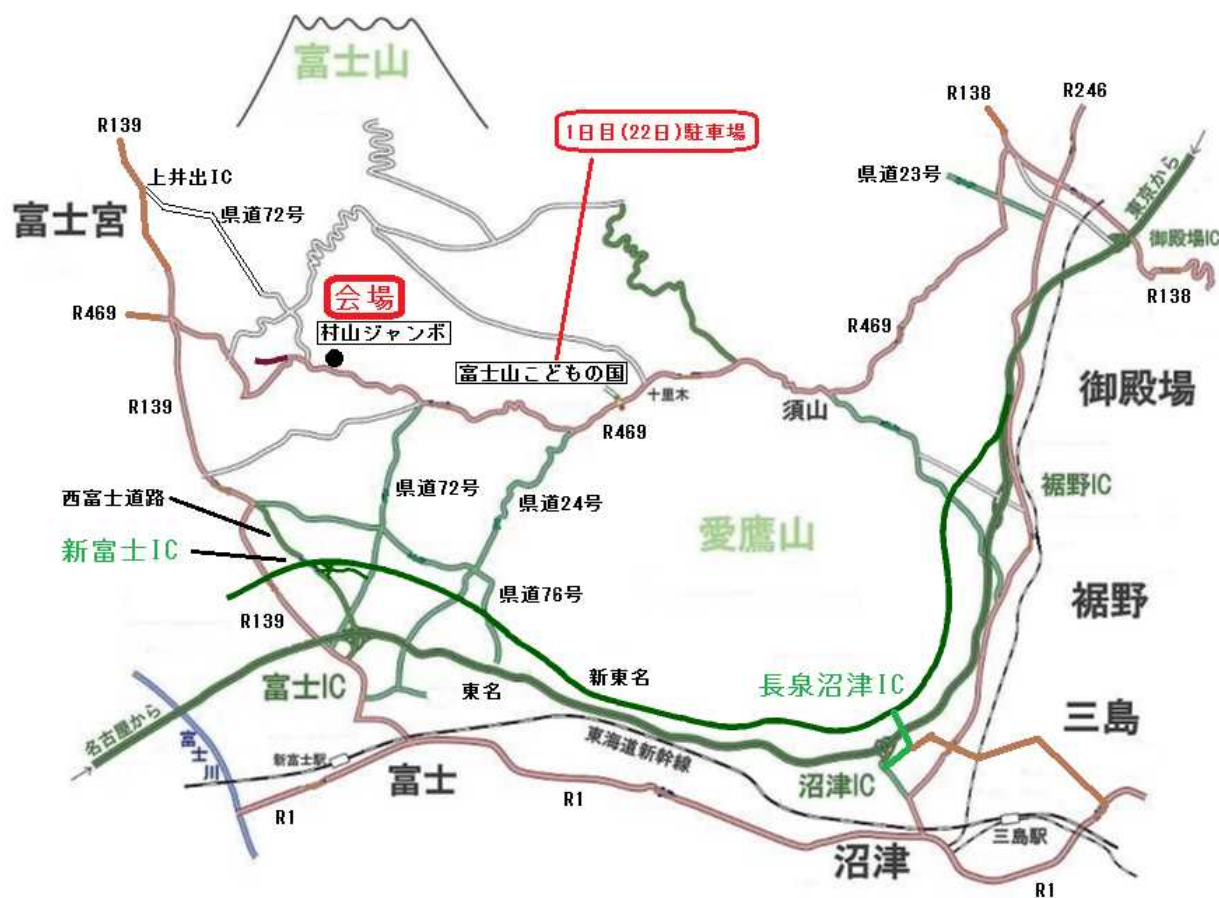 富士山
R138
R246
R139
1日目(22日)駐車場
上井出IC
県道23号
東京から
県道72号
富士宮
御殿場IC
R138
会場
R469
村山ジャンボ
R469
富士山こどもの国
十里木
御殿場
R139
須山
R469
裾野IC
県道72号
県道24号
西富士道路
愛鷹山
新富士IC
県道76号
裾野
R139
新東名
長泉沼津IC
富士IC
東名
三島
名古屋から
富士川
新富士駅
東海道新幹線
富士
沼津IC
R1
R1
三島駅
沼津
R1